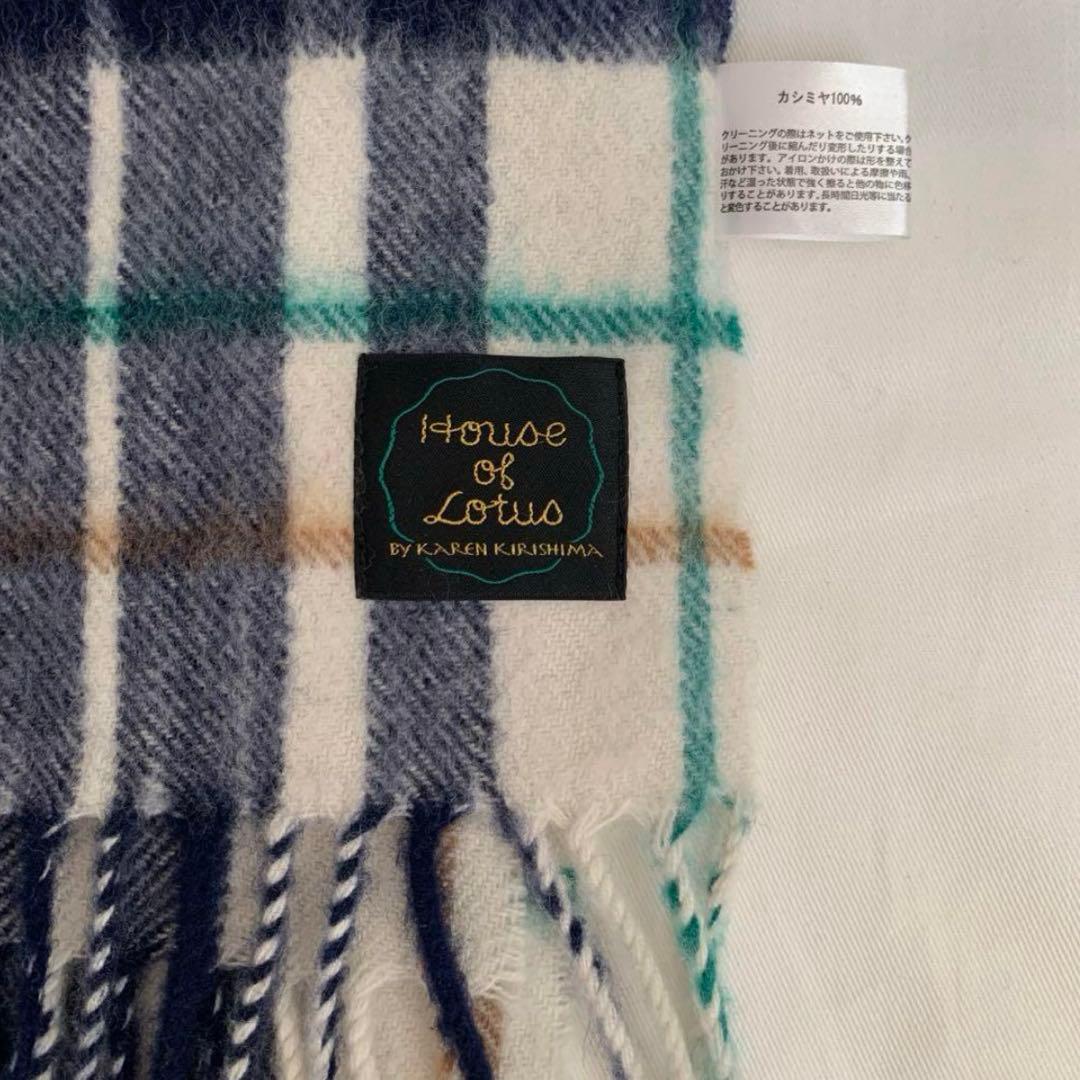 カシミヤ100%
クリーニングの際はネットをご使用下さい。ク
リーニング後に縮んだり変形したりする場合
があります。アイロンかけの際は形を整えて
おかけ下さい。着用、取扱いによる摩擦や雨、
汗など湿った状態で強く擦ると他の物に色移
りすることがあります。長時間日光等に当たる
と変色することがあります。
House
of
Lotus
BY KAREN KIRISHIMA